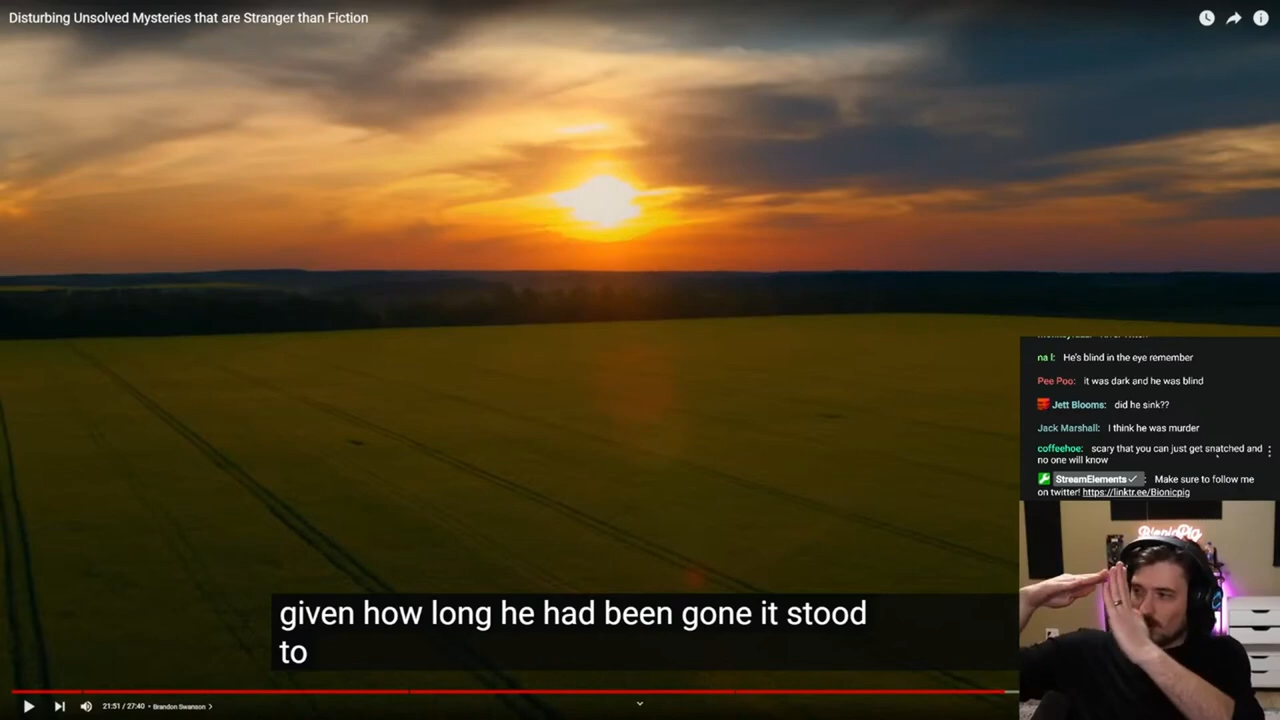 Disturbing Unsolved Mysteries that are Stranger than Fiction
na l: He's blind in the eye remember
Pee Poo: it was dark and he was blind
Jett Blooms: did he sink??
Jack Marshall: I think he was murder
coffeehoe: scary that you can just get snatched and
no one will know
StreamElements : Make sure to follow me
on twitter! https://linktr.ee/Bionicpig
BionicPig
given how long he had been gone it stood
to
21:51 / 27:40 • Brandon Swanson >